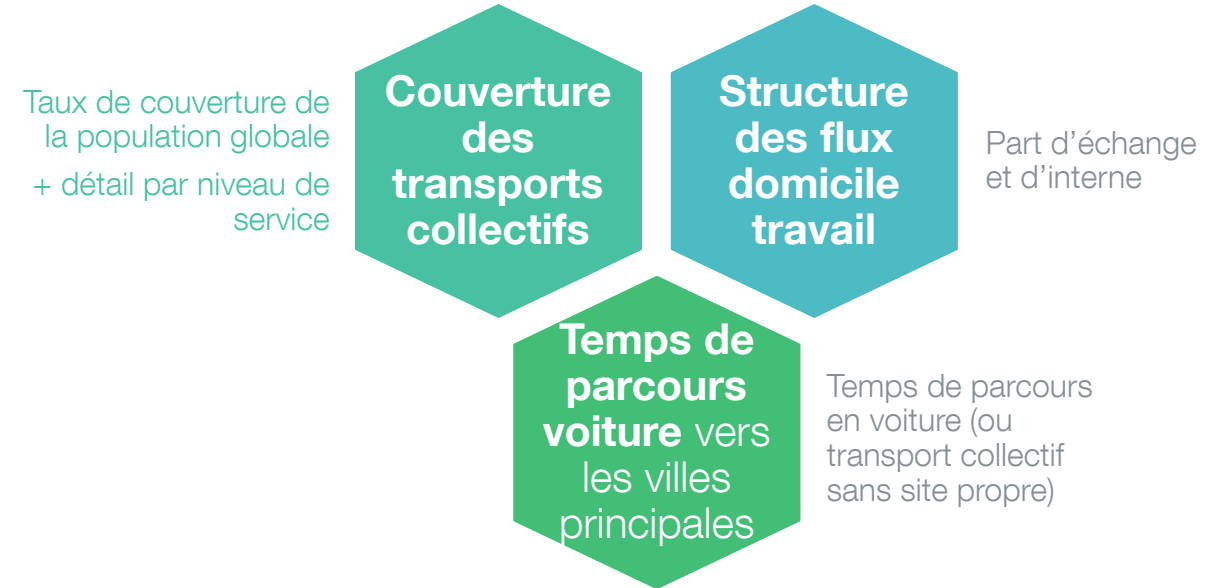 Taux de couverture de
la population globale
+ détail par niveau de
service
Couverture
des
transports
collectifs
Structure
des flux
domicile
travail
Part d’échange
et d’interne
Temps de
parcours
voiture vers
les villes
principales
Temps de parcours
en voiture (ou
transport collectif
sans site propre)